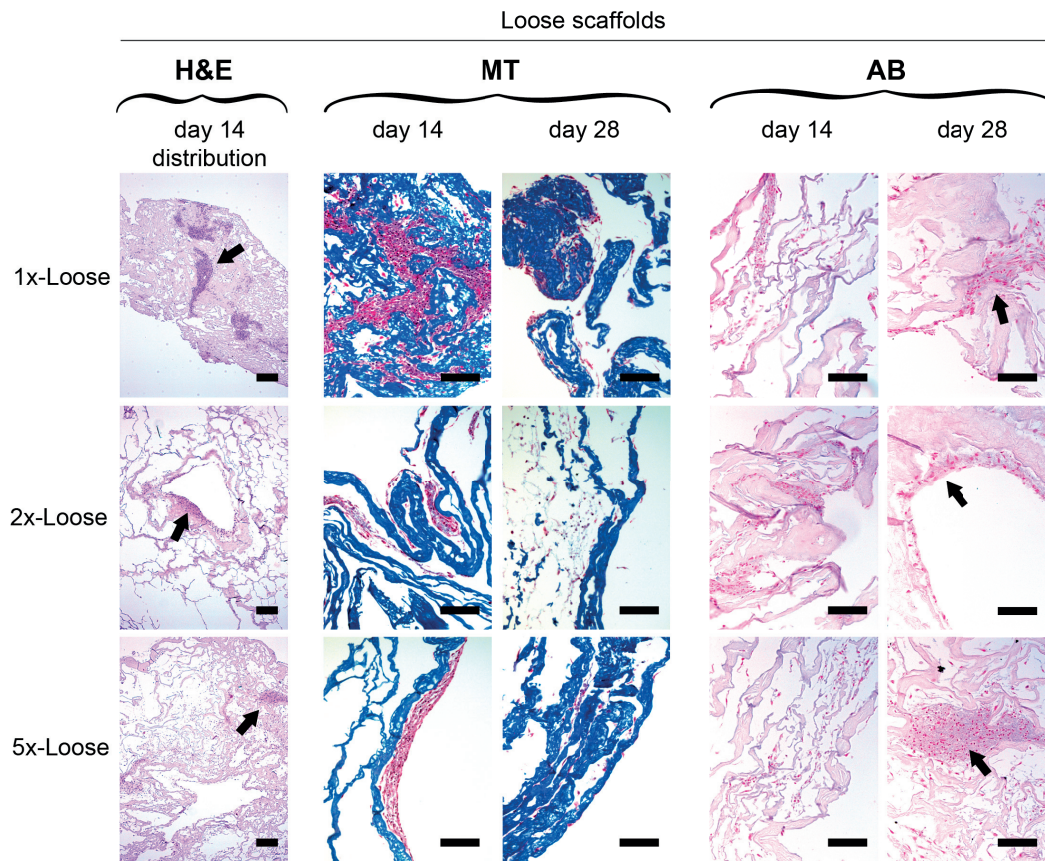 Loose scaffolds
H&E
MT
AB
day 14
distribution
day 14
day 28
day 14
day 28
1x-Loose
2x-Loose
5x-Loose